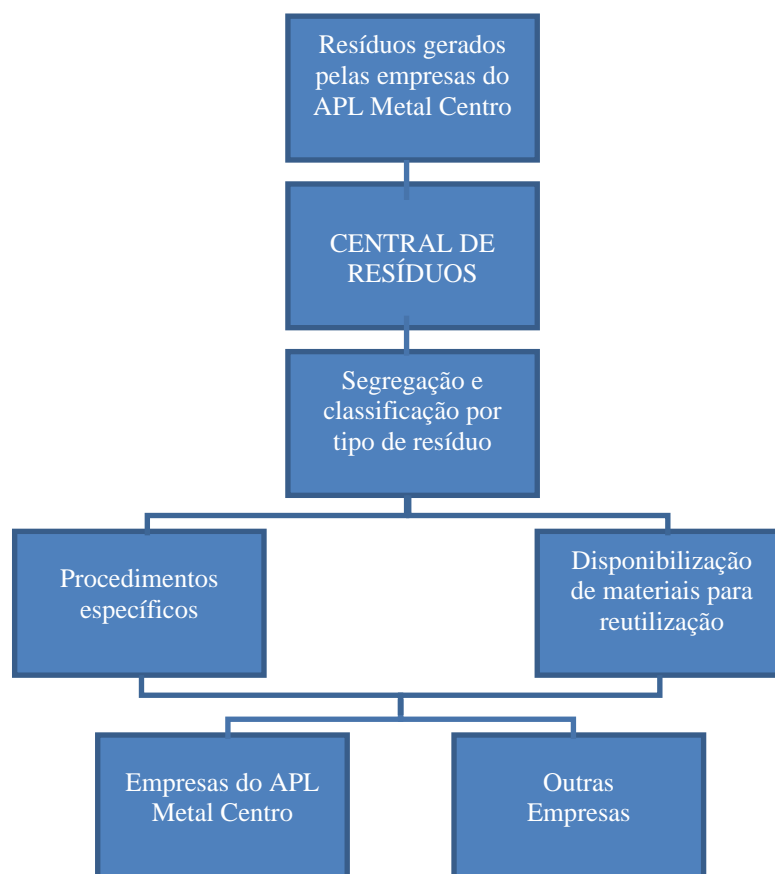 Resíduos gerados
pelas empresas do
APL Metal Centro
CENTRAL DE
RESÍDUOS
Segregação e
classificação por
tipo de resíduo
Procedimentos
específicos
Disponibilização
de materiais para
reutilização
Empresas do APL
Metal Centro
Outras
Empresas